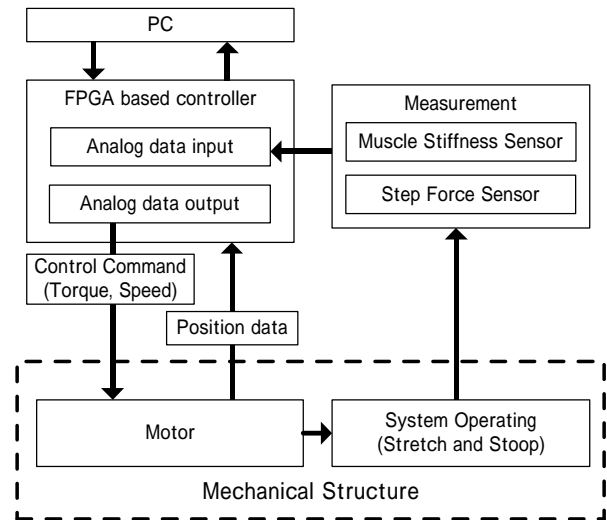 PC
FPGA based controller
Analog data input
Analog data output
Measurement
Muscle Stiffness Sensor
Step Force Sensor
Control Command
(Torque, Speed)
Position data
Motor
System Operating
(Stretch and Stoop)
Mechanical Structure